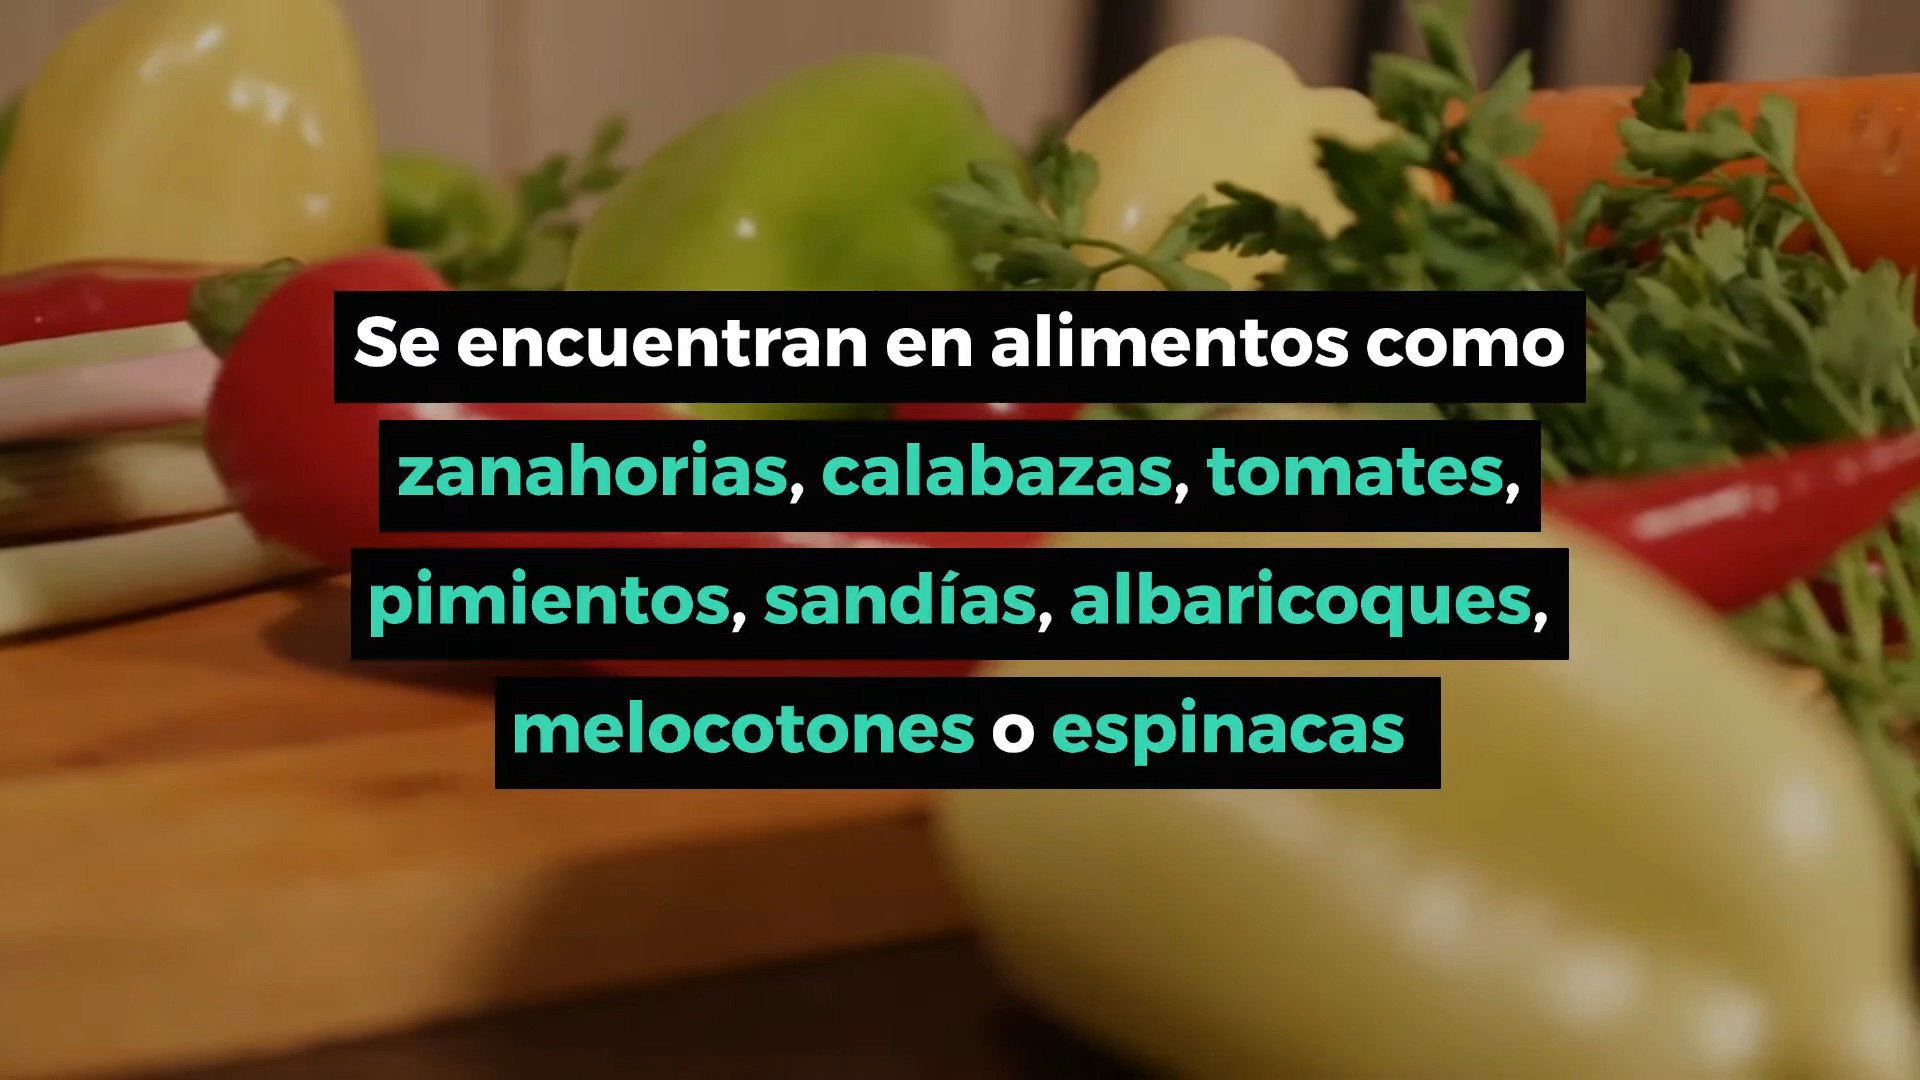 Se encuentran en alimentos como
zanahorias, calabazas, tomates,
pimientos, sandías, albaricoques,
melocotones o espinacas